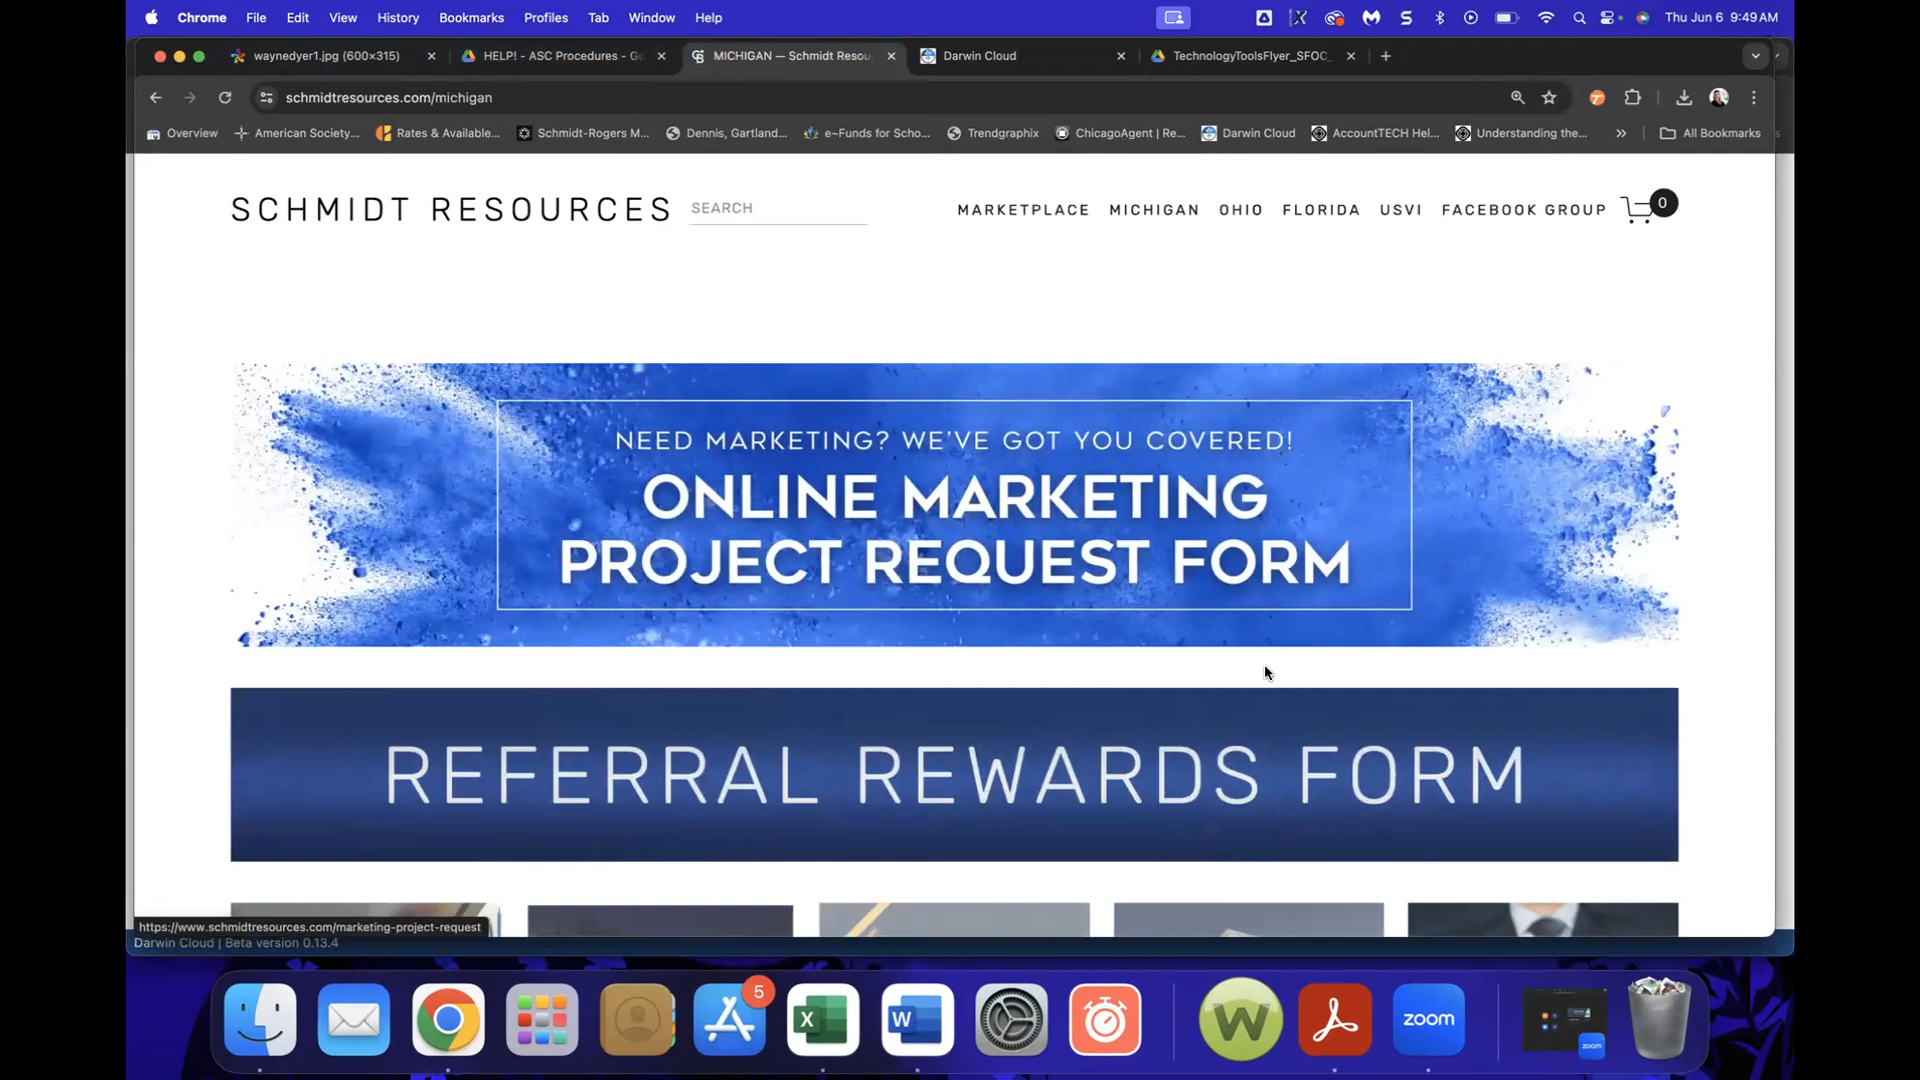 Chrome File Edit View History Bookmarks Profiles Tab Window Help
Thu Jun 6 9:49 AM
waynedyer1.jpg (600×315)
HELP! - ASC Procedures - Go
MICHIGAN — Schmidt Resou
Darwin Cloud
TechnologyToolsFlyer_SFOC_
schmidtresources.com/michigan
Overview
American Society...
Rates & Available...
Schmidt-Rogers M...
Dennis, Gartland...
e~Funds for Scho...
Trendgraphix
ChicagoAgent | Re...
Darwin Cloud
AccountTECH Hel...
Understanding the...
All Bookmarks
SCHMIDT RESOURCES
SEARCH
MARKETPLACE MICHIGAN OHIO FLORIDA USVI FACEBOOK GROUP
0
NEED MARKETING? WE'VE GOT YOU COVERED!
ONLINE MARKETING
PROJECT REQUEST FORM
REFERRAL REWARDS FORM
https://www.schmidtresources.com/marketing-project-request
Darwin Cloud | Beta version 0.13.4
5
X
W
W
zoom
zoom